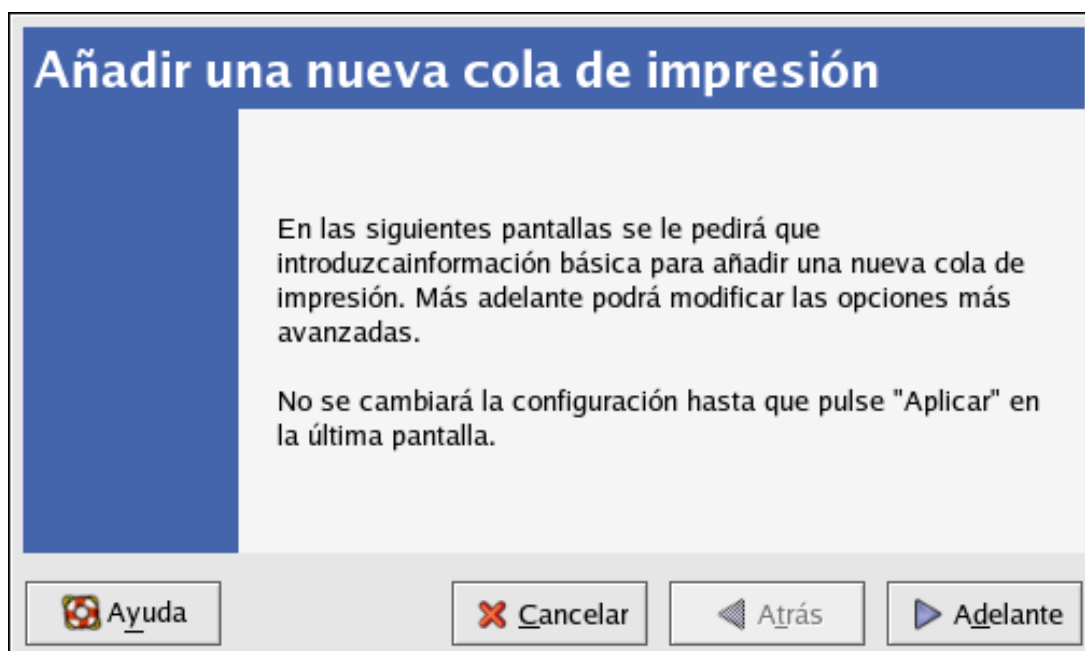 Añadir una nueva cola de impresión
En las siguientes pantallas se le pedirá que
introduzcainformación básica para añadir una nueva cola de
impresión. Más adelante podrá modificar las opciones más
avanzadas.
No se cambiará la configuración hasta que pulse "Aplicar" en
la última pantalla.
Ayuda
Cancelar
Atrás
Adelante